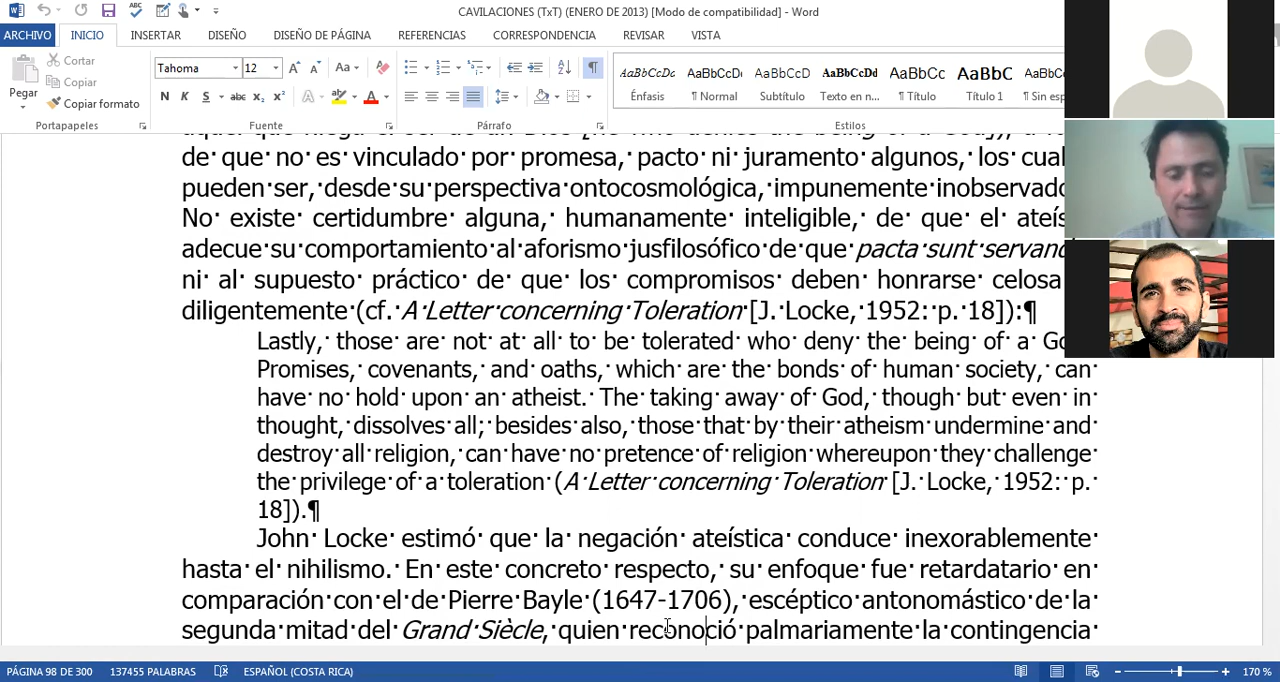 CAVILACIONES (TxT) (ENERO DE 2013) [Modo de compatibilidad] - Word
ARCHIVO INICIO INSERTAR DISEÑO DISEÑO DE PÁGINA REFERENCIAS CORRESPONDENCIA REVISAR VISTA
Cortar
Copiar
Copiar formato
Pegar
Tahoma 12
N K S abc x₂ x²
AaBbCcDc AaBbCcDc AaBbCcD AaBbCcDd AaBbCc AaBbC AaBbCcD
Énfasis ¶ Normal Subtítulo Texto en n... ¶ Título Título 1 ¶ Sin esp
Portapapeles Fuente Párrafo Estilos
de que no es vinculado por promesa, pacto ni juramento algunos, los
pueden ser, desde su perspectiva ontocosmológica, impunemente
No existe certidumbre alguna, humanamente inteligible, de que el
adecue su comportamiento al aforismo jusfilosófico de que pacta sunt
ni al supuesto práctico de que los compromisos deben honrarse celosa
diligentemente (cf. A Letter concerning Toleration [J. Locke, 1952: p. 18]):¶
Lastly, those are not at all to be tolerated who deny the being of a
Promises, covenants, and oaths, which are the bonds of human society, can
have no hold upon an atheist. The taking away of God, though but even in
thought, dissolves all; besides also, those that by their atheism undermine and
destroy all religion, can have no pretence of religion whereupon they challenge
the privilege of a toleration (A Letter concerning Toleration [J. Locke, 1952: p.
18]).¶
John Locke estimó que la negación ateística conduce inexorablemente
hasta el nihilismo. En este concreto respecto, su enfoque fue retardatario en
comparación con el de Pierre Bayle (1647-1706), escéptico antonomástico de la
segunda mitad del Grand Siècle, quien reconoció palmariamente la contingencia
PÁGINA 98 DE 300 137455 PALABRAS ESPAÑOL (COSTA RICA) 170 %